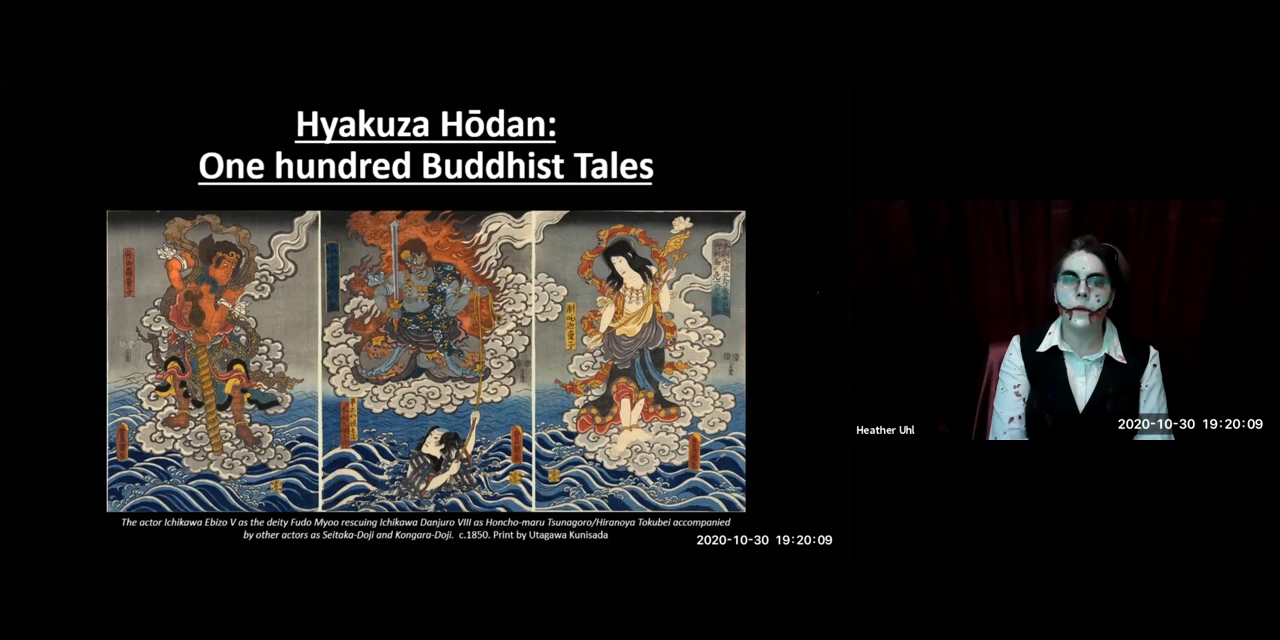 Hyakuza Hōdan:
One hundred Buddhist Tales
The actor Ichikawa Ebizo V as the deity Fudo Myoo rescuing Ichikawa Danjuro VIII as Honcho-maru Tsunagoro/Hiranoya Tokubei accompanied
by other actors as Seitaka-Doji and Kongara-Doji. c.1850. Print by Utagawa Kunisada
2020-10-30 19:20:09
Heather Uhl
2020-10-30 19:20:09